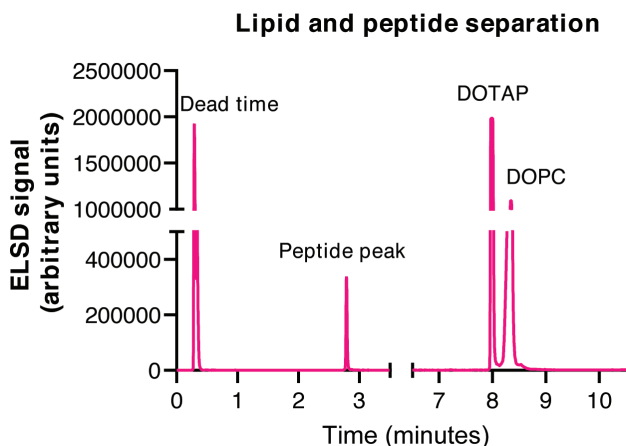 Lipid and peptide separation
ELSD signal
(arbitrary units)
2500000
2000000
1500000
1000000
400000
200000
0
Dead time
Peptide peak
DOTAP
DOPC
0 1 2 3 7 8 9 10
Time (minutes)